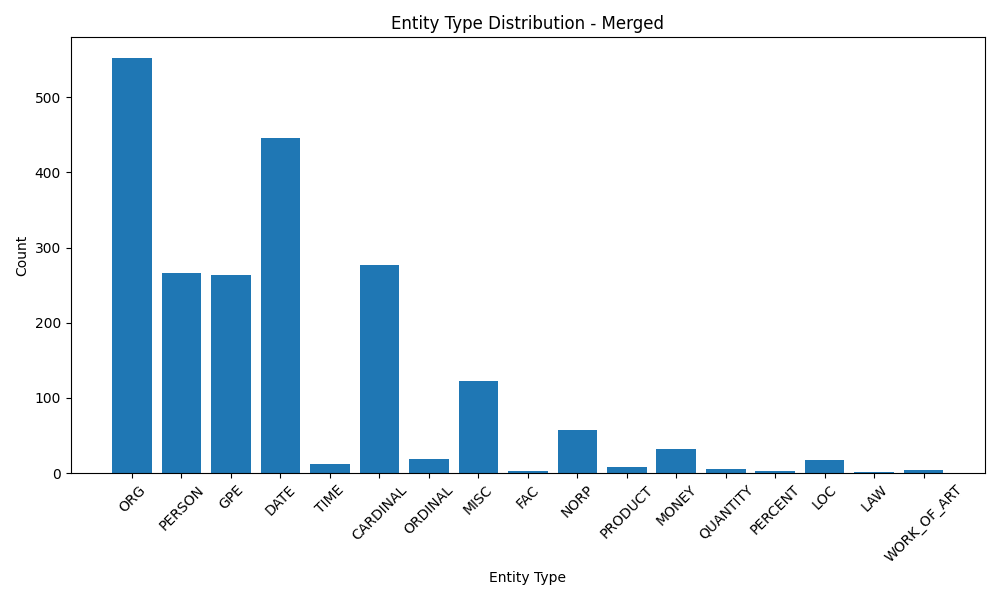 Entity Type Distribution - Merged
Count
500
400
300
200
100
0
ORG
PERSON
GPE
DATE
TIME
CARDINAL
ORDINAL
MISC
FAC
NORP
PRODUCT
MONEY
QUANTITY
PERCENT
LOC
LAW
WORK_OF_ART
Entity Type